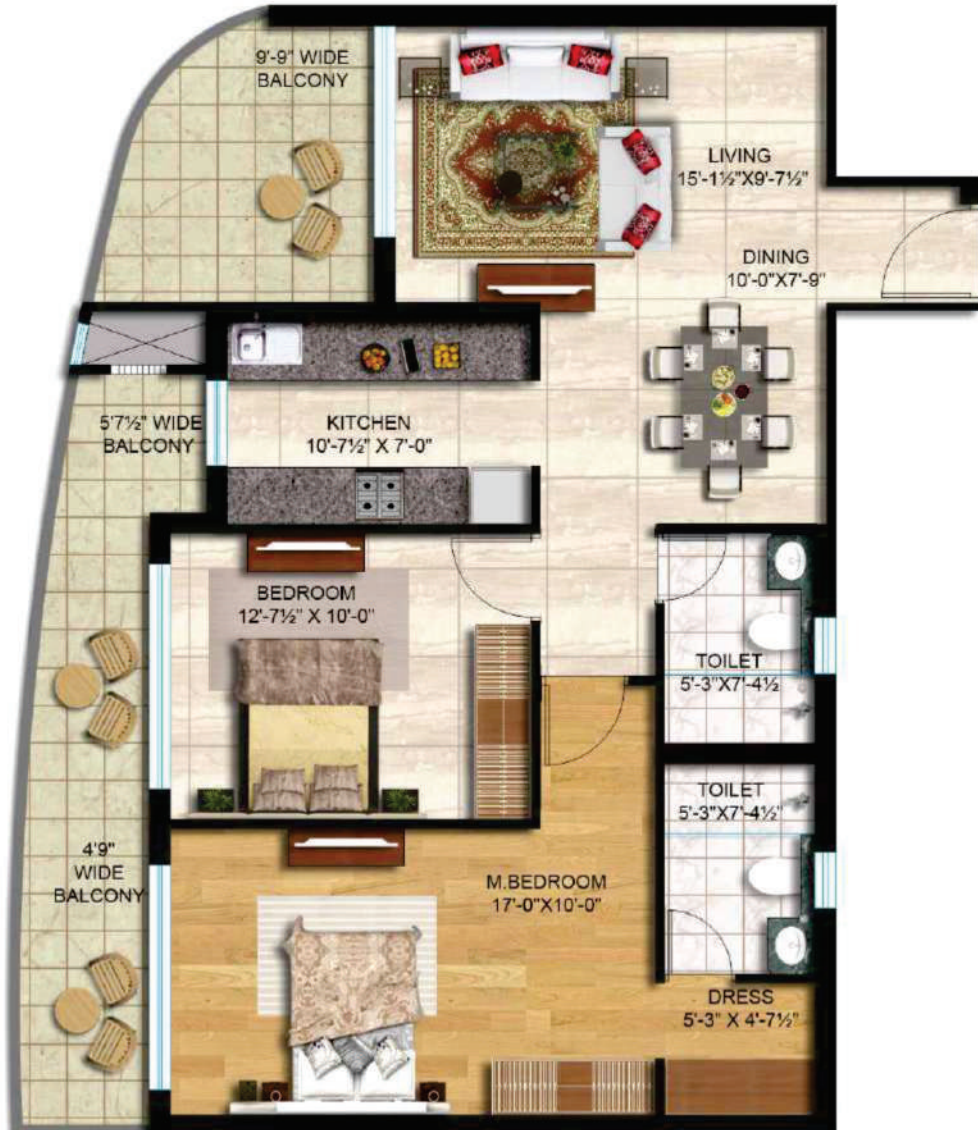 9'-9" WIDE
BALCONY
LIVING
15'-1½"X9'-7½"
DINING
10'-0"X7'-9"
5'7½" WIDE
BALCONY
KITCHEN
10'-7½" X 7'-0"
BEDROOM
12'-7½" X 10'-0"
TOILET
5'-3"X7'-4½
TOILET
5'-3"X7'-4½"
4'9"
WIDE
BALCONY
M.BEDROOM
17'-0"X10'-0"
DRESS
5'-3" X 4'-7½"